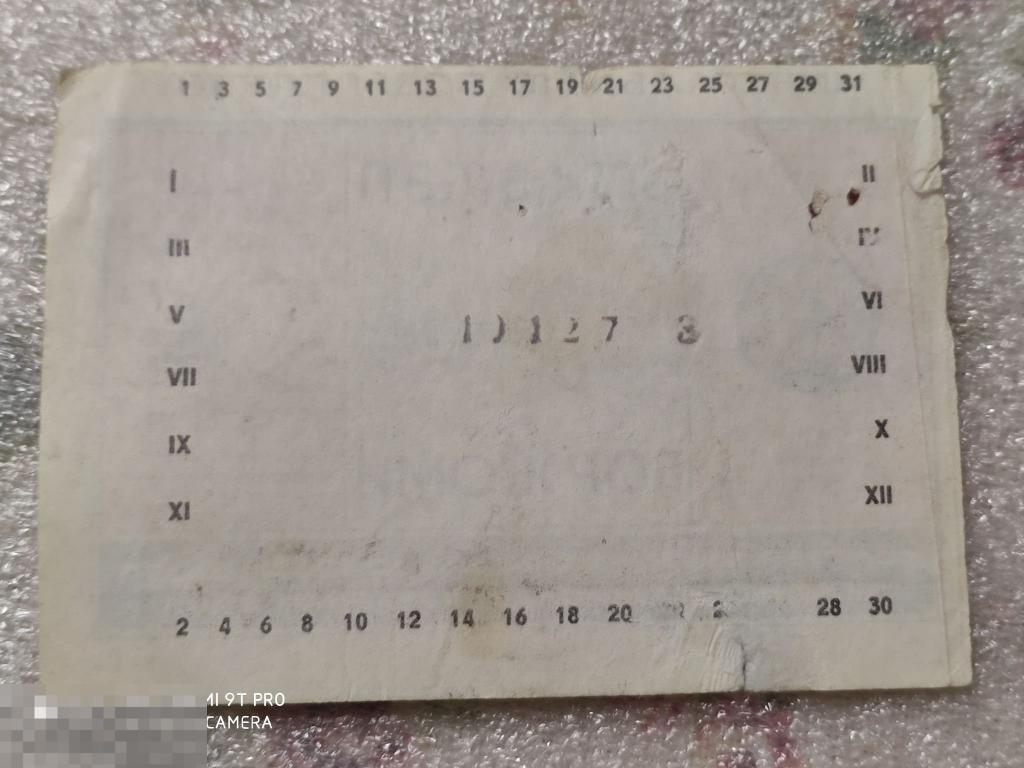 1 3 5 7 9 11 13 15 17 19 21 23 25 27 29 31
I II
III IV
V VI
VII VIII
IX X
XI XII
2 4 6 8 10 12 14 16 18 20 28 30
MI 9T PRO
CAMERA